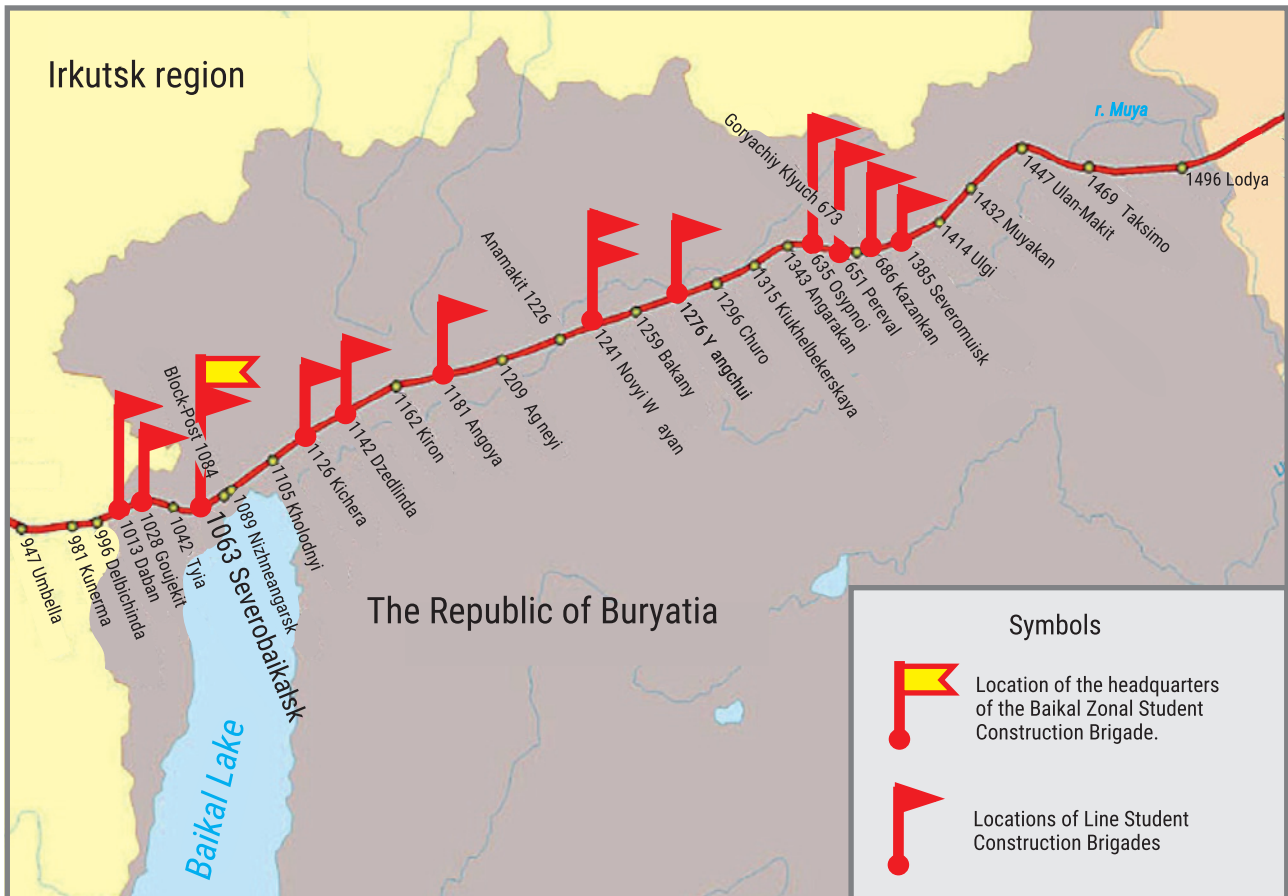 Irkutsk region
r. Muya
Goryachiy Klyuch 673
Anamakit 1226
Block-Post 1084
947 Umbella
981 Kunerma
996 Delbichinda
1013 Daban
1028 Goujekit
1042 Tyia
1063 Severobaikalsk
1089 Nizhneangarsk
1105 Kholodnyi
1126 Kichera
1142 Dzedlinda
1162 Kiron
1181 Angoya
1209 Ag neyi
1241 Novyi W ayan
1259 Bakany
1276 Y angchui
1296 Churo
1315 Kiukhelbekerskaya
1343 Angarakan
635 Osypnoi
651 Pereval
686 Kazankan
1385 Severomuisk
1414 Ulgi
1432 Muyakan
1447 Ulan-Makit
1469 Taksimo
1496 Lodya
The Republic of Buryatia
Baikal Lake
Symbols
Location of the headquarters
of the Baikal Zonal Student
Construction Brigade.
Locations of Line Student
Construction Brigades